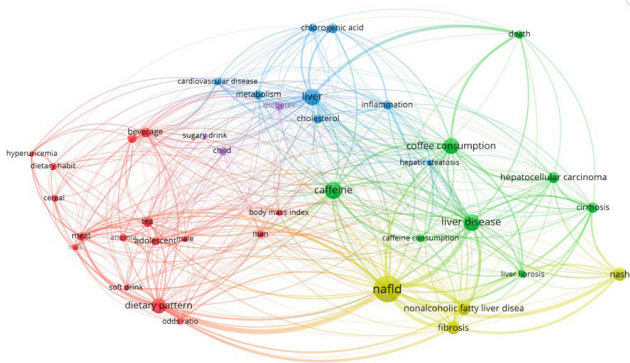 chlorogenic acid
death
cardiovascular disease
metabolism
liver
diabetes
inflammation
cholesterol
beverage
sugary drink
child
coffee consumption
hyperuricemia
dietary habit
hepatic steatosis
hepatocellular carcinoma
cereal
caffeine
cirrhosis
body mass index
tea
liver disease
meat
anemia
adolescent
male
man
caffeine consumption
soft drink
nafld
liver fibrosis
nash
dietary pattern
nonalcoholic fatty liver disea
odds ratio
fibrosis